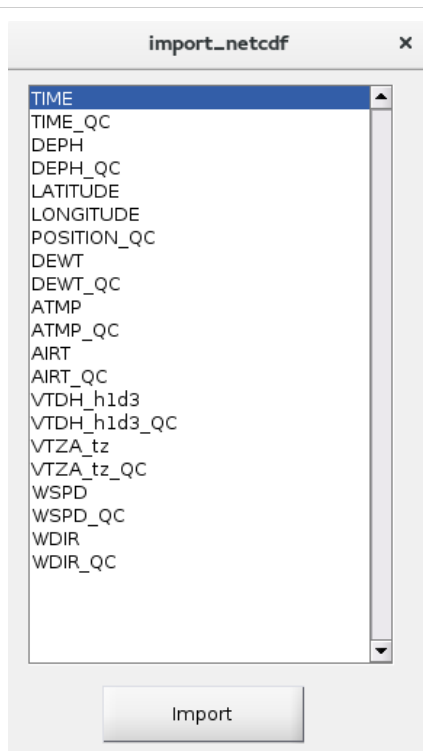 import_netcdf
TIME
TIME_QC
DEPH
DEPH_QC
LATITUDE
LONGITUDE
POSITION_QC
DEWT
DEWT_QC
ATMP
ATMP_QC
AIRT
AIRT_QC
VTDH_h1d3
VTDH_h1d3_QC
VTZA_tz
VTZA_tz_QC
WSPD
WSPD_QC
WDIR
WDIR_QC
Import